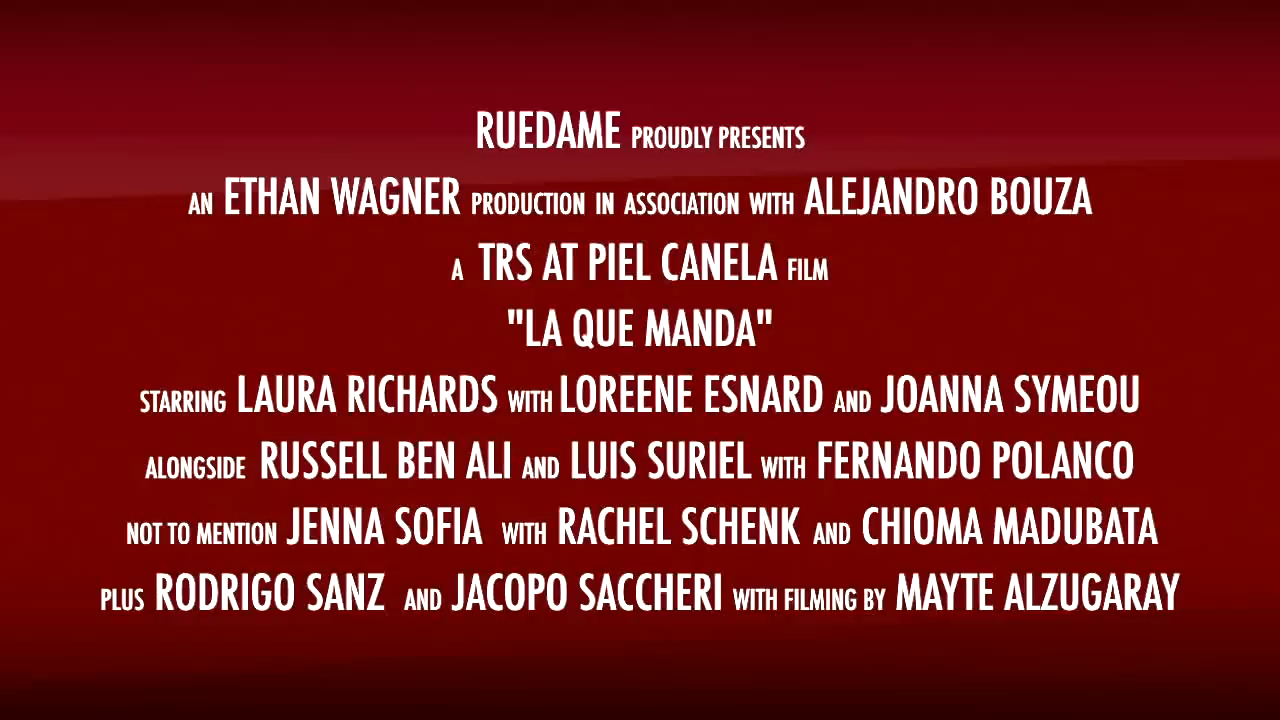 RUEDAME PROUDLY PRESENTS
AN ETHAN WAGNER PRODUCTION IN ASSOCIATION WITH ALEJANDRO BOUZA
A TRS AT PIEL CANELA FILM
"LA QUE MANDA"
STARRING LAURA RICHARDS WITH LOREENE ESNARD AND JOANNA SYMEOU
ALONGSIDE RUSSELL BEN ALI AND LUIS SURIEL WITH FERNANDO POLANCO
NOT TO MENTION JENNA SOFIA WITH RACHEL SCHENK AND CHIOMA MADUBATA
PLUS RODRIGO SANZ AND JACOPO SACCHERI WITH FILMING BY MAYTE ALZUGARAY